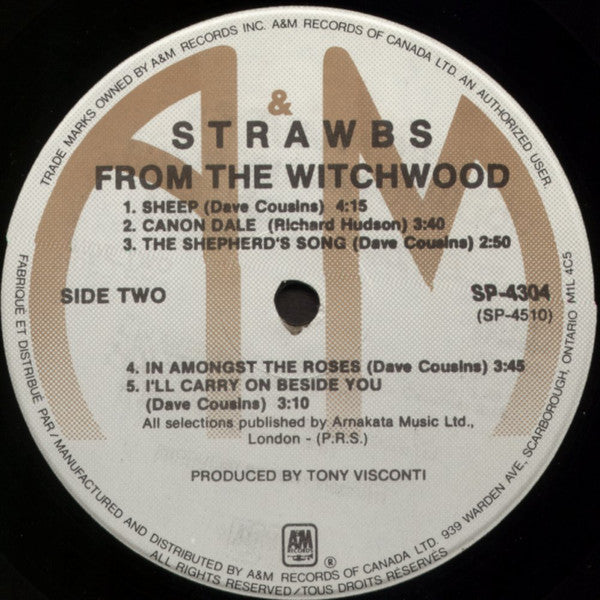 TRADE MARKS OWNED BY A&M RECORDS INC. A&M RECORDS OF CANADA LTD. AN AUTHORIZED USER.
&
STRAWBS
FROM THE WITCHWOOD
1. SHEEP (Dave Cousins) 4:15
2. CANON DALE (Richard Hudson) 3:40
3. THE SHEPHERD'S SONG (Dave Cousins) 2:50
SIDE TWO
SP-4304
(SP-4510)
4. IN AMONGST THE ROSES (Dave Cousins) 3:45
5. I'LL CARRY ON BESIDE YOU
(Dave Cousins) 3:10
All selections published by Arnakata Music Ltd.,
London - (P.R.S.)
PRODUCED BY TONY VISCONTI
A&M
RECORDS
®
FABRIQUÉ ET DISTRIBUÉ PAR/MANUFACTURED AND DISTRIBUTED BY A&M RECORDS OF CANADA LTD. 939 WARDEN AVE, SCARBOROUGH, ONTARIO M1L 4C5
ALL RIGHTS RESERVED/TOUS DROITS RÉSERVÉS